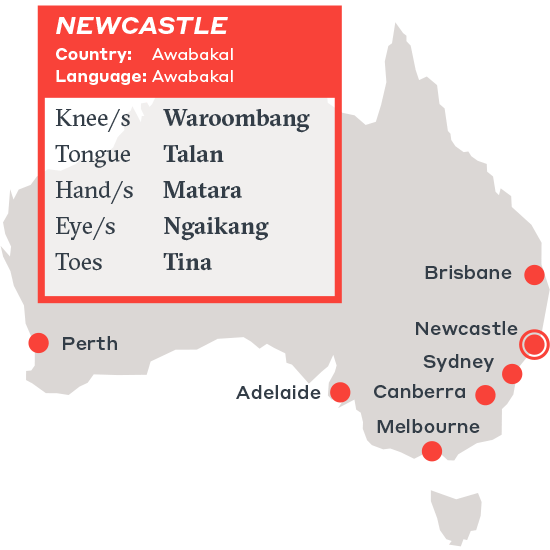 NEWCASTLE
Country: Awabakal
Language: Awabakal
Knee/s Waroombang
Tongue Talan
Hand/s Matara
Eye/s Ngaikang
Toes Tina
Brisbane
Newcastle
Perth
Sydney
Adelaide
Canberra
Melbourne